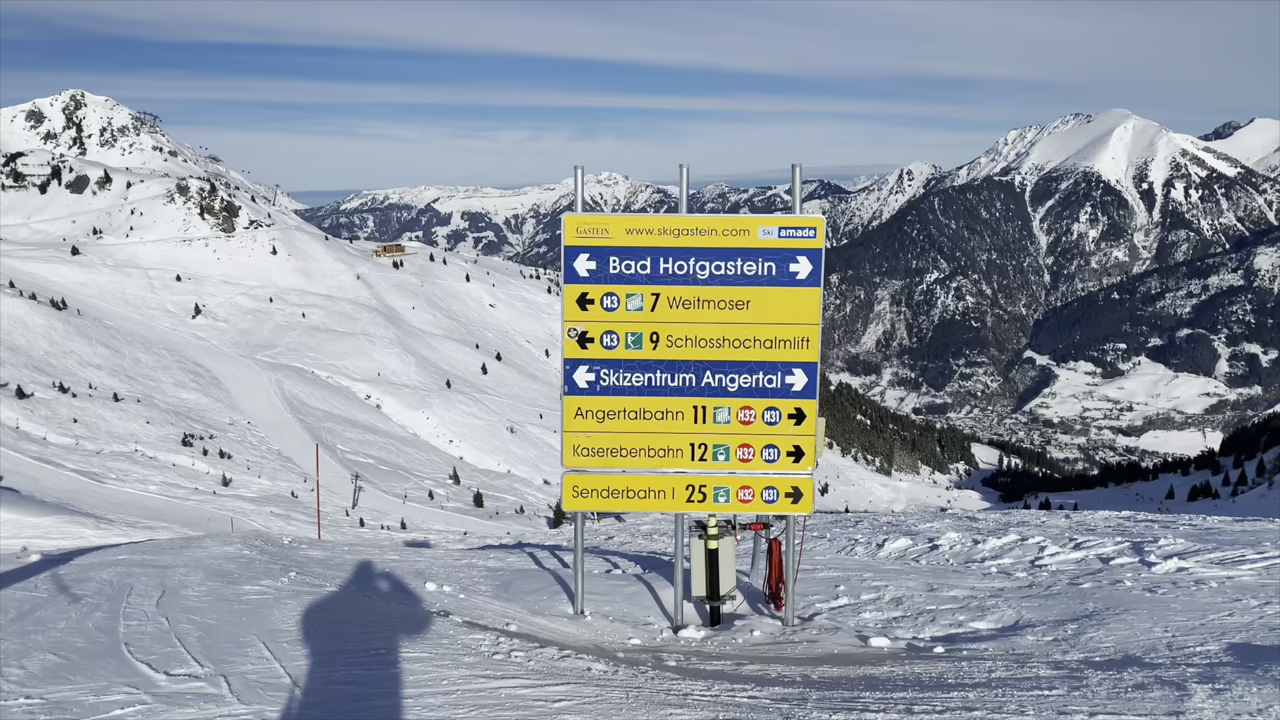 GASTEIN www.skigastein.com Ski amade
Bad Hofgastein
H3 7 Weitmoser
H3 9 Schlosshochalmlift
Skizentrum Angertal
Angertalbahn 11 H32 H31
Kaserebenbahn 12 H32 H31
Senderbahn I 25 H32 H31